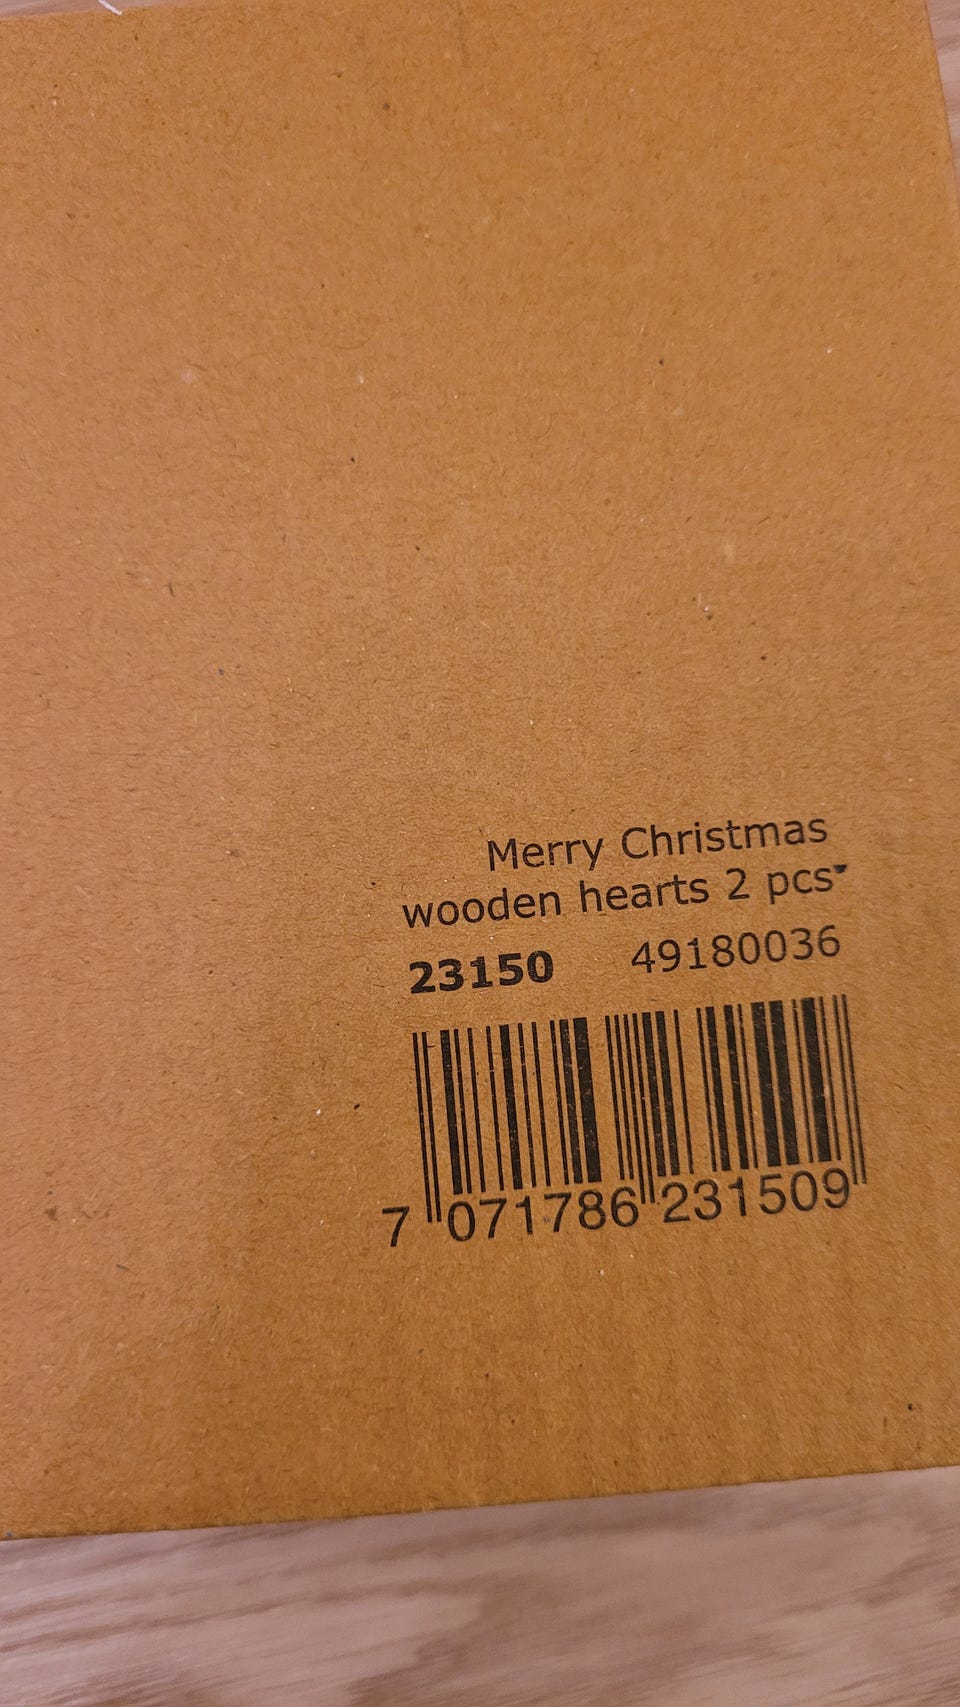 Merry Christmas
wooden hearts 2 pcs"
23150 49180036
7 071786 231509